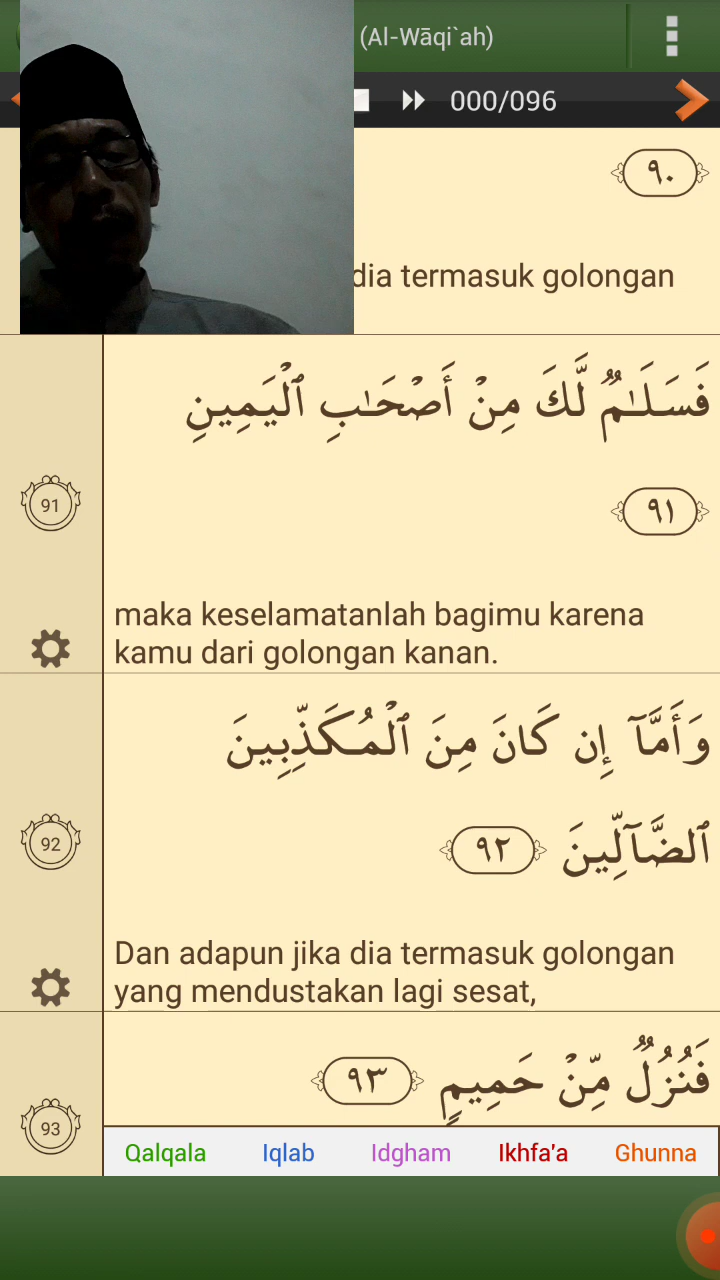 (Al-Wāqi`ah)
000/096
٩٠
dia termasuk golongan
فَسَلَـٰمٌ لَّكَ مِنْ أَصْحَـٰبِ ٱلْيَمِينِ
91
٩١
maka keselamatanlah bagimu karena
kamu dari golongan kanan.
وَأَمَّآ إِن كَانَ مِنَ ٱلْمُكَذِّبِينَ
92
ٱلضَّآلِّينَ ٩٢
Dan adapun jika dia termasuk golongan
yang mendustakan lagi sesat,
فَنُزُلٌ مِّنْ حَمِيمٍ ٩٣
93
Qalqala Iqlab Idgham Ikhfa'a Ghunna